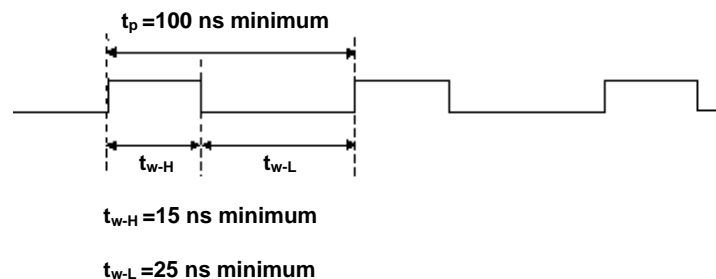 tp =100 ns minimum
tw-H tw-L
tw-H =15 ns minimum
tw-L =25 ns minimum